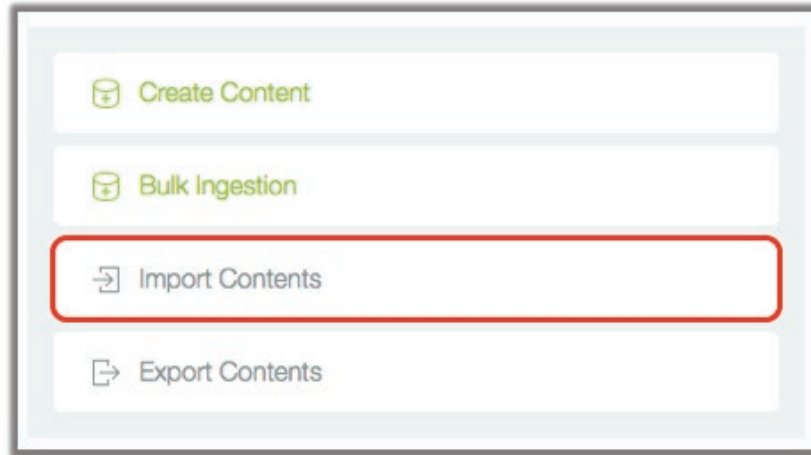 Create Content
Bulk Ingestion
Import Contents
Export Contents